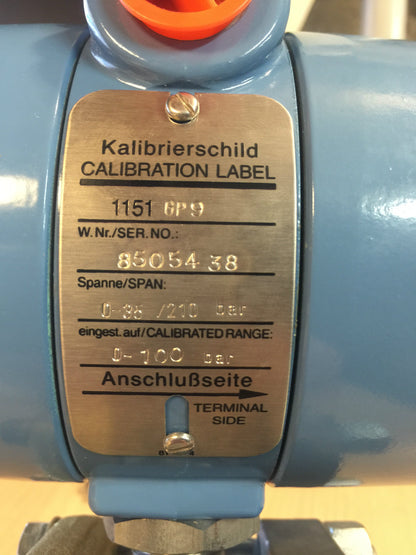 Kalibrierschild
CALIBRATION LABEL
1151 GP9
W.Nr./SER. NO.:
8505438
Spanne/SPAN:
0-35 /210 bar
eingest.auf/CALIBRATED RANGE:
0-100 bar
Anschlußseite
TERMINAL
SIDE